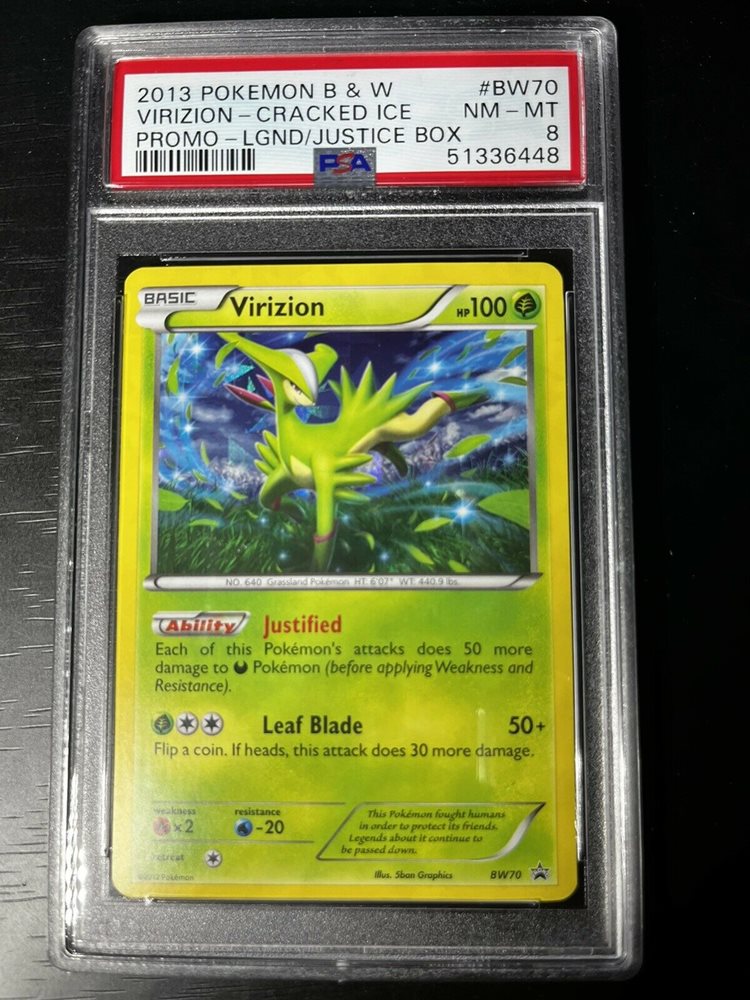 2013 POKEMON B & W #BW70
VIRIZION - CRACKED ICE NM - MT
PROMO - LGND/JUSTICE BOX 8
PSA 51336448
BASIC Virizion HP 100
NO. 640 Grassland Pokémon HT: 6'07" WT: 440.9 lbs.
Ability Justified
Each of this Pokémon's attacks does 50 more
damage to Pokémon (before applying Weakness and
Resistance).
Leaf Blade 50+
Flip a coin. If heads, this attack does 30 more damage.
weakness resistance
×2 -20
retreat
This Pokémon fought humans
in order to protect its friends.
Legends about it continue to
be passed down.
©2012 Pokémon Illus. 5ban Graphics BW70